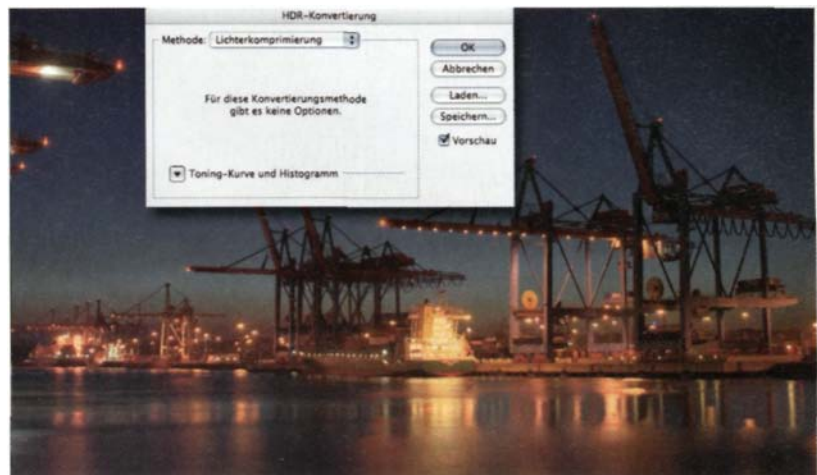 HDR-Konvertierung
Methode: Lichterkomprimierung
OK
Abbrechen
Laden...
Speichern...
Vorschau
Für diese Konvertierungsmethode
gibt es keine Optionen.
Toning-Kurve und Histogramm